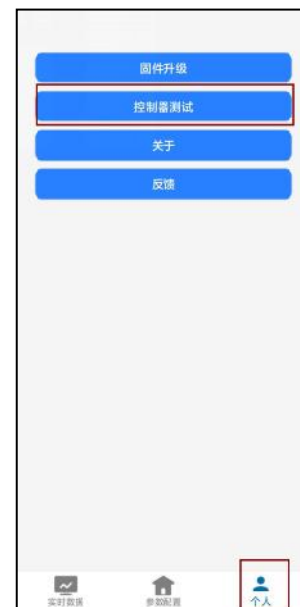 固件升级
控制器测试
关于
反馈
实时数据
参数配置
个人